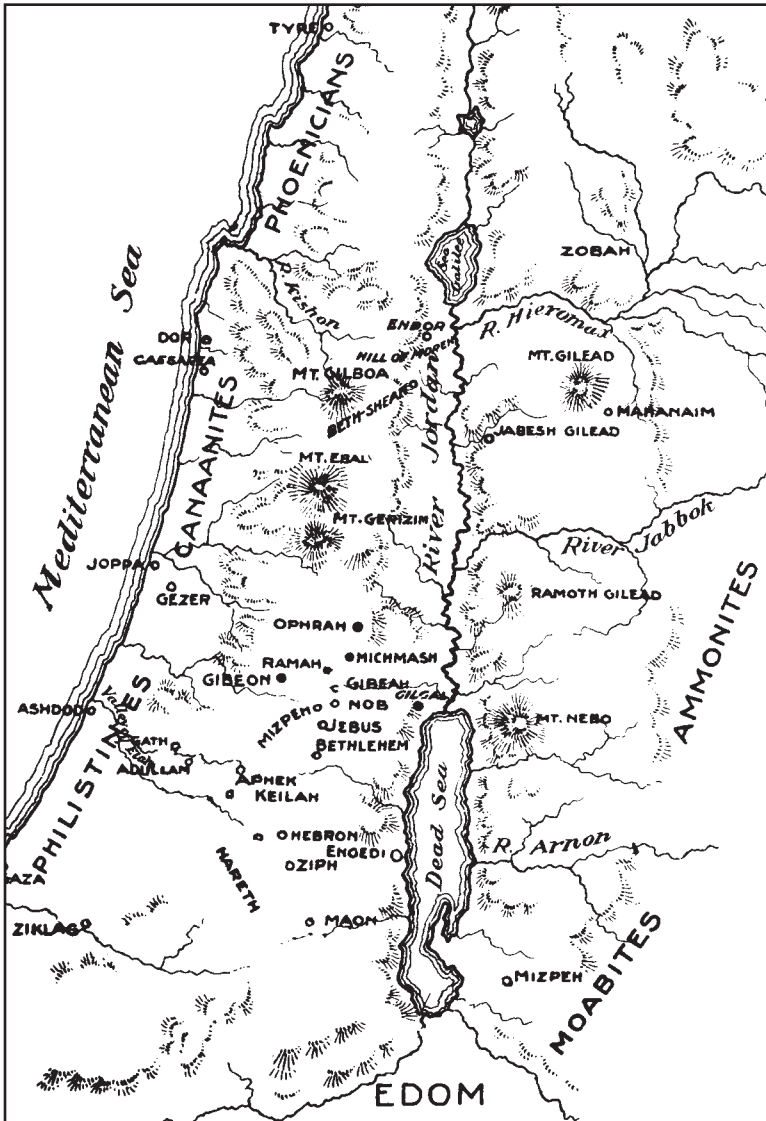 TYRE
PHOENICIANS
Mediterranean Sea
Sea Galilee
ZOBAH
R. Kishon
ENDOR
R. Hieromax
HILL OF MOREH
DOR
CAESAREA
MT. GILBOA
MT. GILEAD
BETH-SHEAN
MAHANAIM
JABESH GILEAD
CANAANITES
River Jordan
MT. EBAL
MT. GERIZIM
River Jabbok
JOPPA
GEZER
RAMOTH GILEAD
OPHRAH
AMMONITES
MICHMASH
RAMAH
GIBEON
GIBEAH
GILGAL
NOB
MIZPEH
ASHDOD
JEBUS
MT. NEBO
BETHLEHEM
GATH
ADULLAM
PHILISTINES
APHEK
KEILAH
Dead Sea
HEBRON
ENGEDI
ZIPH
R. Arnon
HARETH
AZA
MAON
ZIKLAG
MIZPEH
MOABITES
EDOM